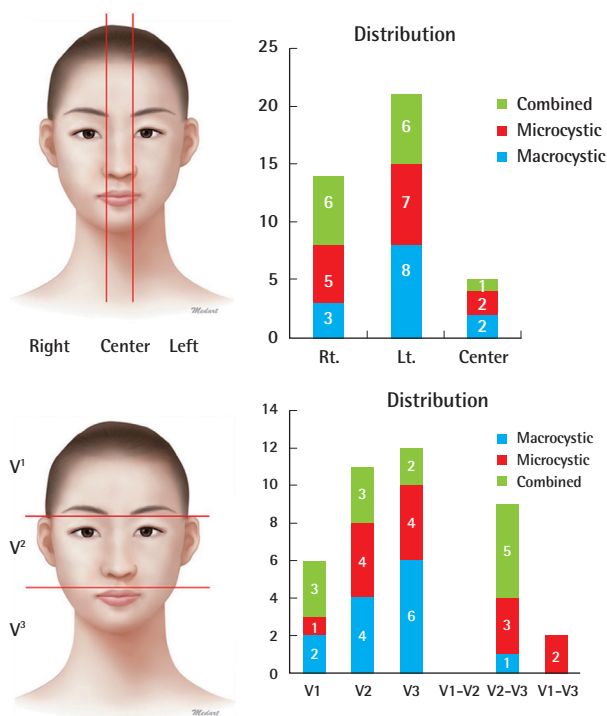 Distribution
25
20
15
10
5
0
Combined
Microcystic
Macrocystic
6
5
3
6
7
8
1
2
2
Rt. Lt. Center
Medart
Right Center Left
V1
V2
V3
Distribution
14
12
10
8
6
4
2
0
Macrocystic
Microcystic
Combined
3
1
2
3
4
4
2
4
6
5
3
1
2
V1 V2 V3 V1-V2 V2-V3 V1-V3
Medart